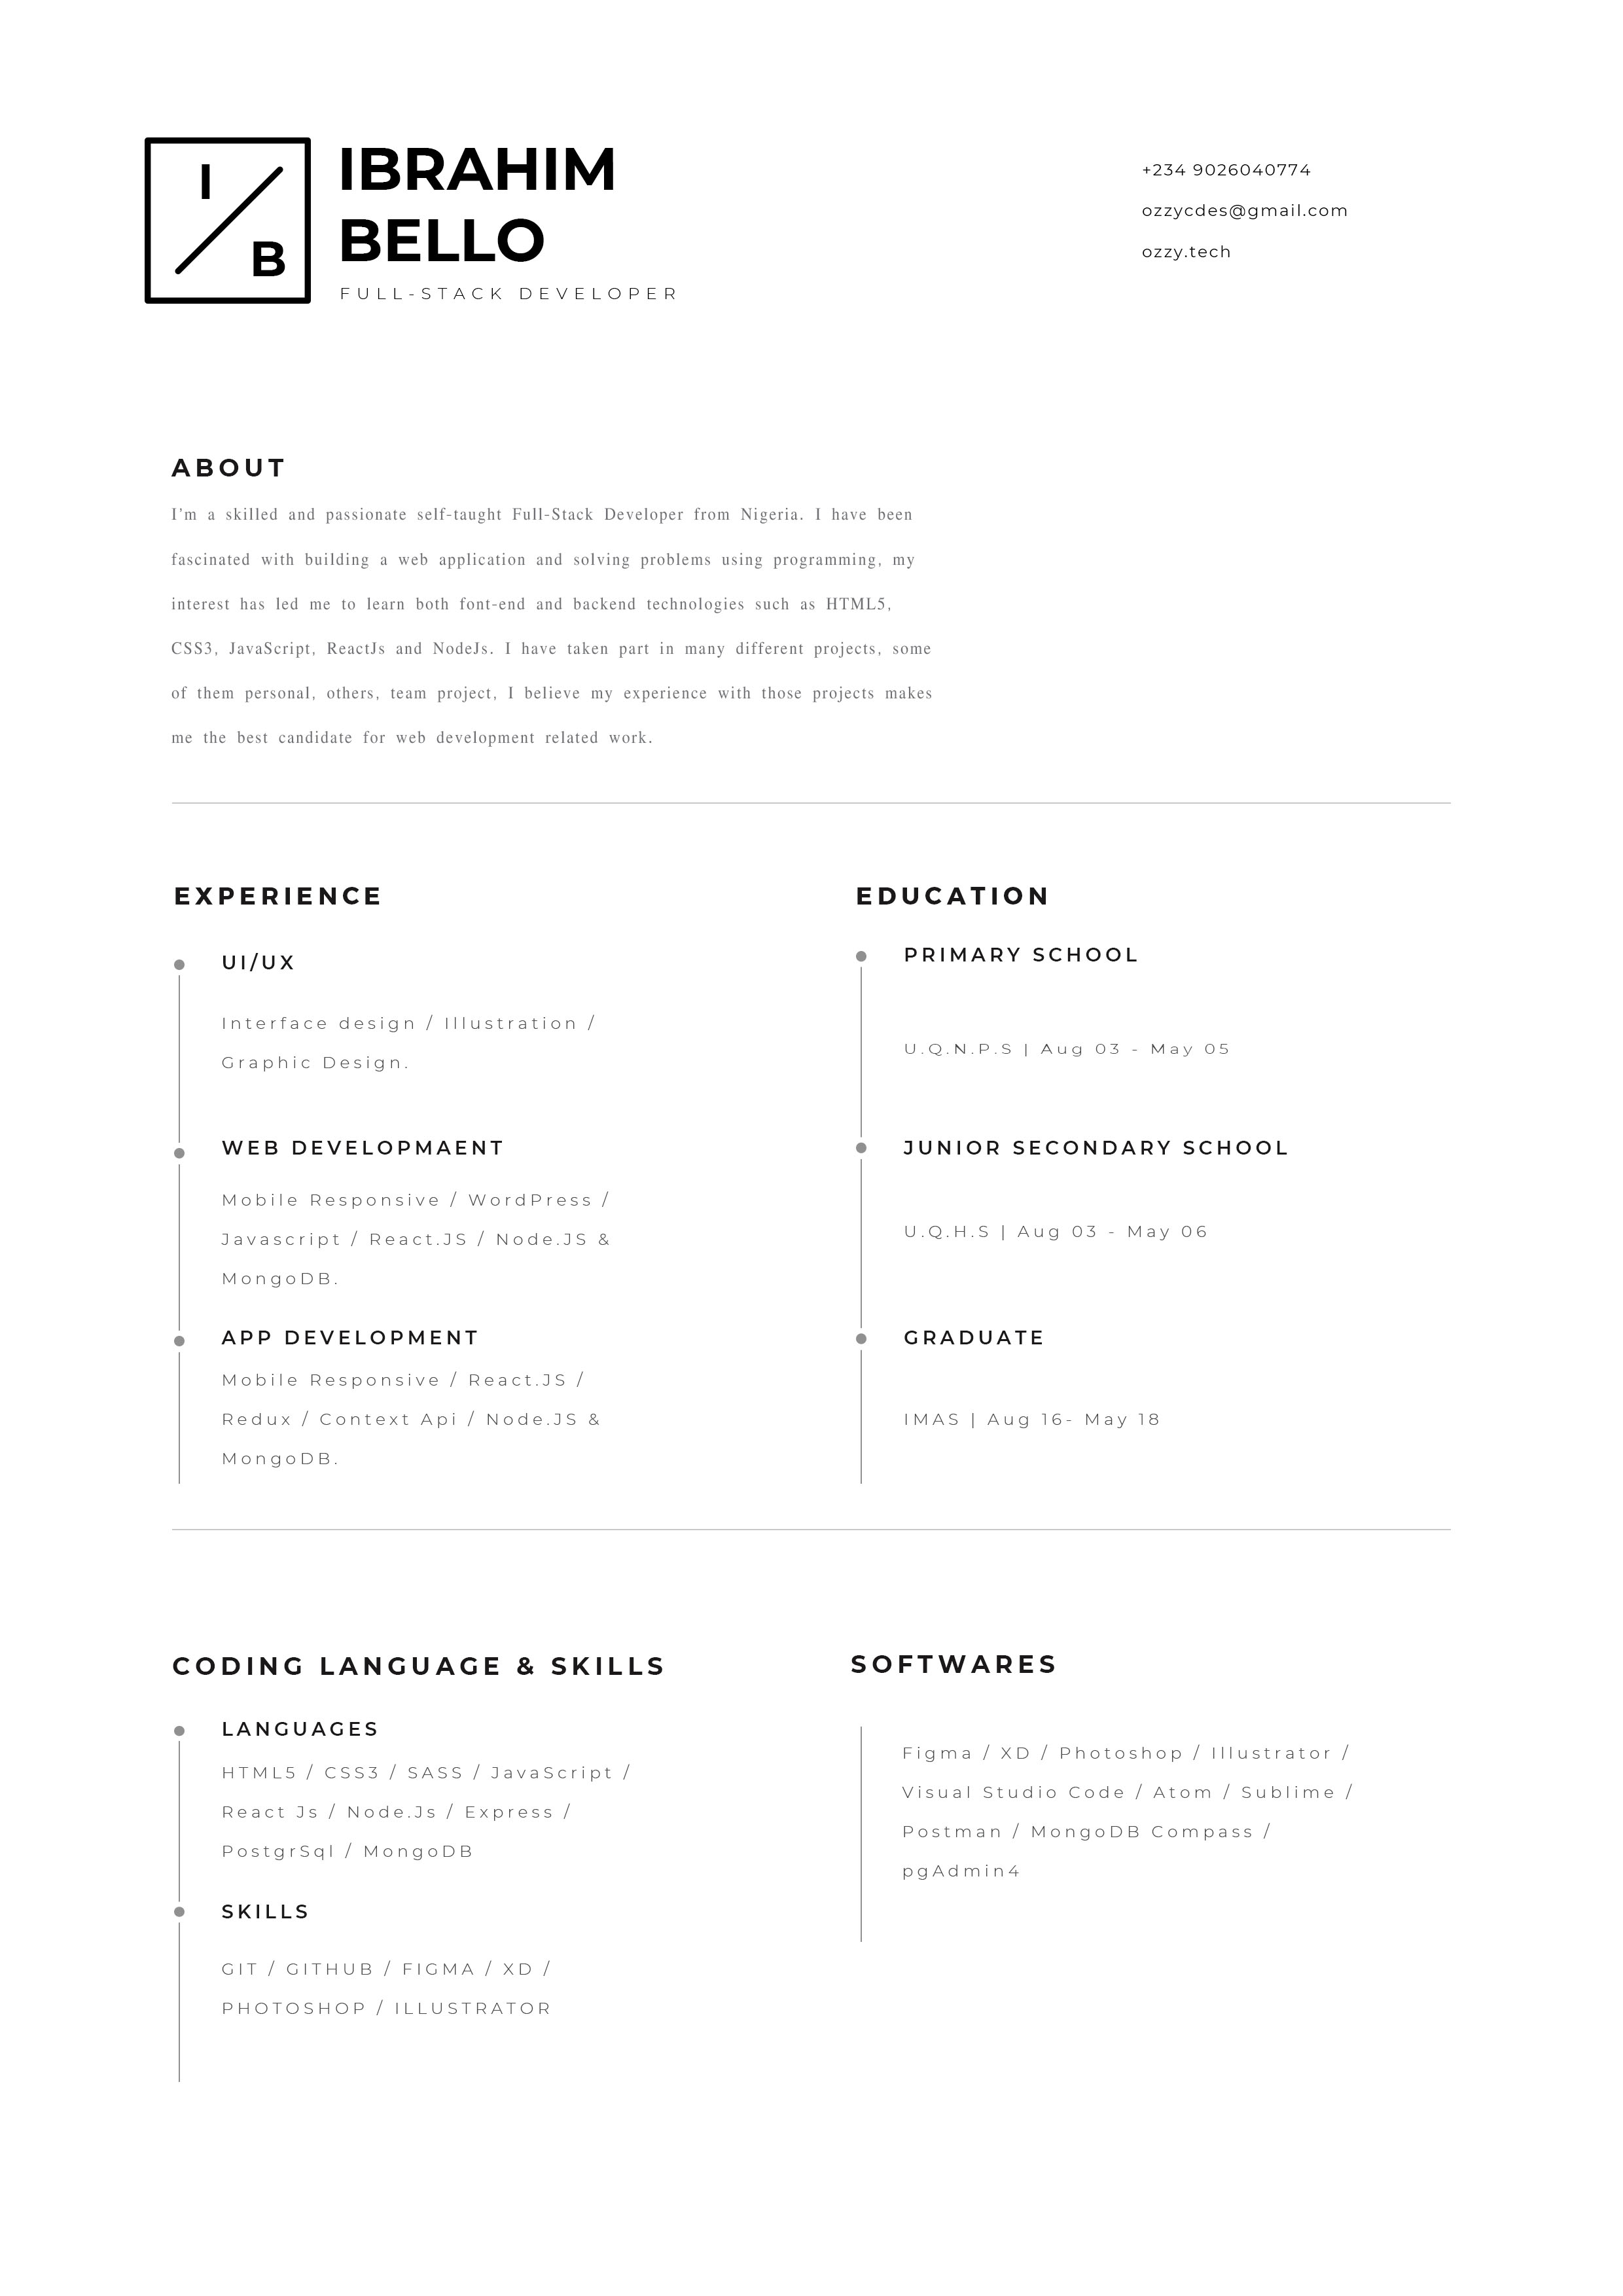 I
B
IBRAHIM
BELLO
FULL-STACK DEVELOPER
+234 9026040774
ozzycdes@gmail.com
ozzy.tech
ABOUT
I'm a skilled and passionate self-taught Full-Stack Developer from Nigeria. I have been
fascinated with building a web application and solving problems using programming, my
interest has led me to learn both font-end and backend technologies such as HTML5,
CSS3, JavaScript, ReactJs and NodeJs. I have taken part in many different projects, some
of them personal, others, team project, I believe my experience with those projects makes
me the best candidate for web development related work.
EXPERIENCE
UI/UX
Interface design / Illustration /
Graphic Design.
WEB DEVELOPMAENT
Mobile Responsive / WordPress /
Javascript / React.JS / Node.JS &
MongoDB.
APP DEVELOPMENT
Mobile Responsive / React.JS /
Redux / Context Api / Node.JS &
MongoDB.
EDUCATION
PRIMARY SCHOOL
U.Q.N.P.S | Aug 03 - May 05
JUNIOR SECONDARY SCHOOL
U.Q.H.S | Aug 03 - May 06
GRADUATE
IMAS | Aug 16- May 18
CODING LANGUAGE & SKILLS
LANGUAGES
HTML5 / CSS3 / SASS / JavaScript /
React Js / Node.Js / Express /
PostgrSql / MongoDB
SKILLS
GIT / GITHUB / FIGMA / XD /
PHOTOSHOP / ILLUSTRATOR
SOFTWARES
Figma / XD / Photoshop / Illustrator /
Visual Studio Code / Atom / Sublime /
Postman / MongoDB Compass /
pgAdmin4